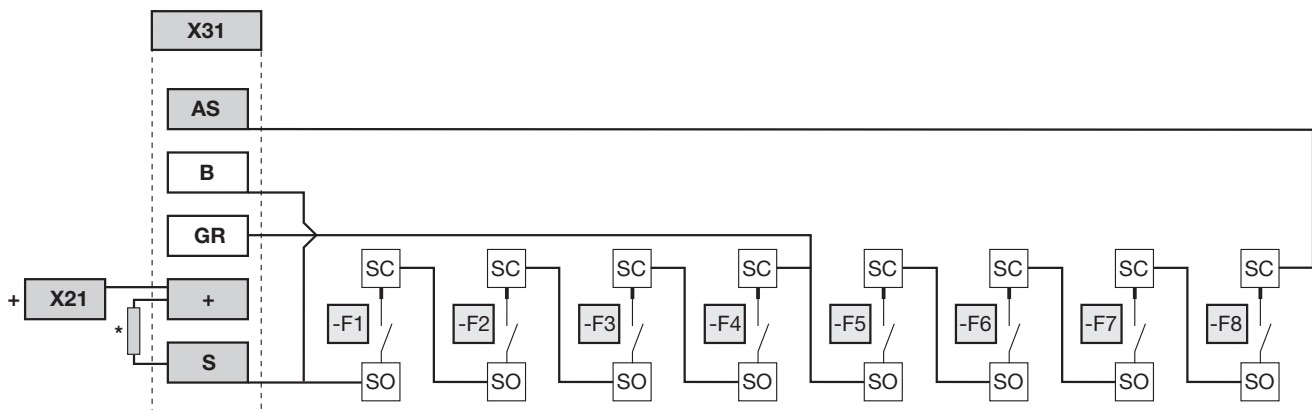 X31
AS
B
GR
SC SC SC SC SC SC SC SC
+ X21 +
-F1 -F2 -F3 -F4 -F5 -F6 -F7 -F8
*
S
SO SO SO SO SO SO SO SO